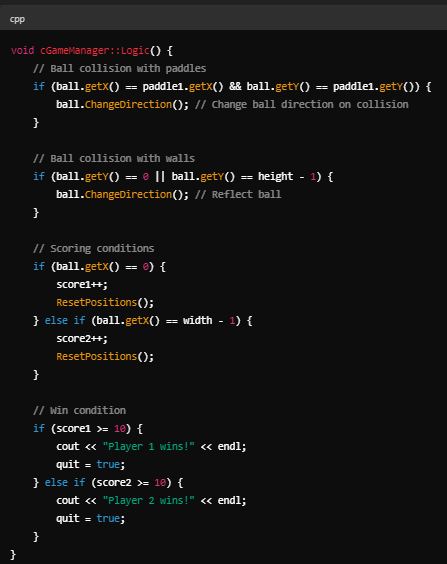 cpp
void cGameManager::Logic() {
    // Ball collision with paddles
    if (ball.getX() == paddle1.getX() && ball.getY() == paddle1.getY()) {
        ball.ChangeDirection(); // Change ball direction on collision
    }

    // Ball collision with walls
    if (ball.getY() == 0 || ball.getY() == height - 1) {
        ball.ChangeDirection(); // Reflect ball
    }

    // Scoring conditions
    if (ball.getX() == 0) {
        score1++;
        ResetPositions();
    } else if (ball.getX() == width - 1) {
        score2++;
        ResetPositions();
    }

    // Win condition
    if (score1 >= 10) {
        cout << "Player 1 wins!" << endl;
        quit = true;
    } else if (score2 >= 10) {
        cout << "Player 2 wins!" << endl;
        quit = true;
    }
}